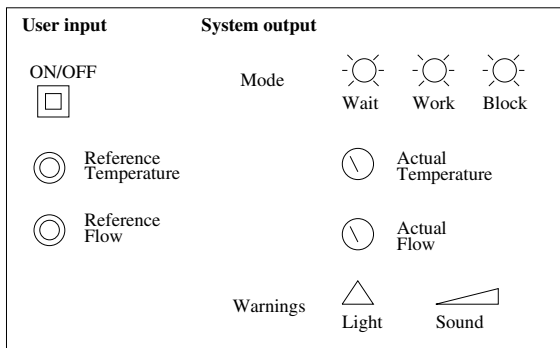 User input
System output
ON/OFF
Mode
Wait
Work
Block
Reference
Temperature
Actual
Temperature
Reference
Flow
Actual
Flow
Warnings
Light
Sound